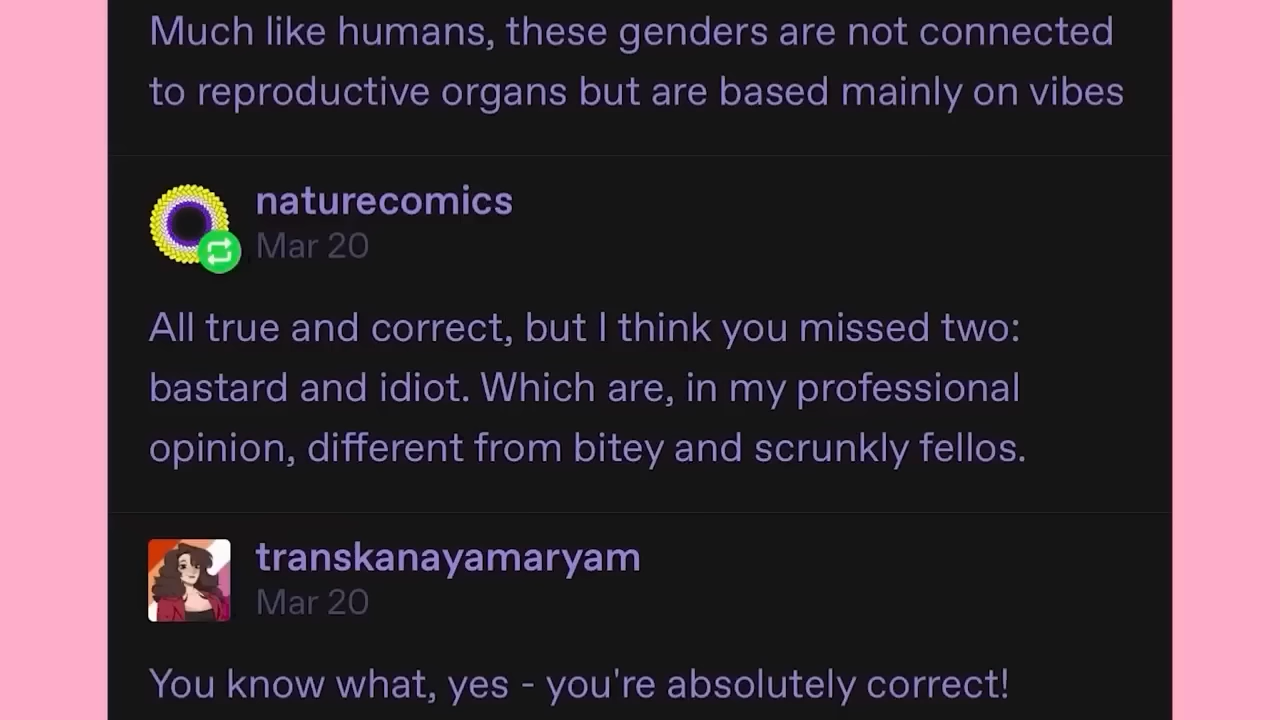 Much like humans, these genders are not connected
to reproductive organs but are based mainly on vibes
naturecomics
Mar 20
All true and correct, but I think you missed two:
bastard and idiot. Which are, in my professional
opinion, different from bitey and scrunkly fellos.
transkanayamaryam
Mar 20
You know what, yes - you're absolutely correct!